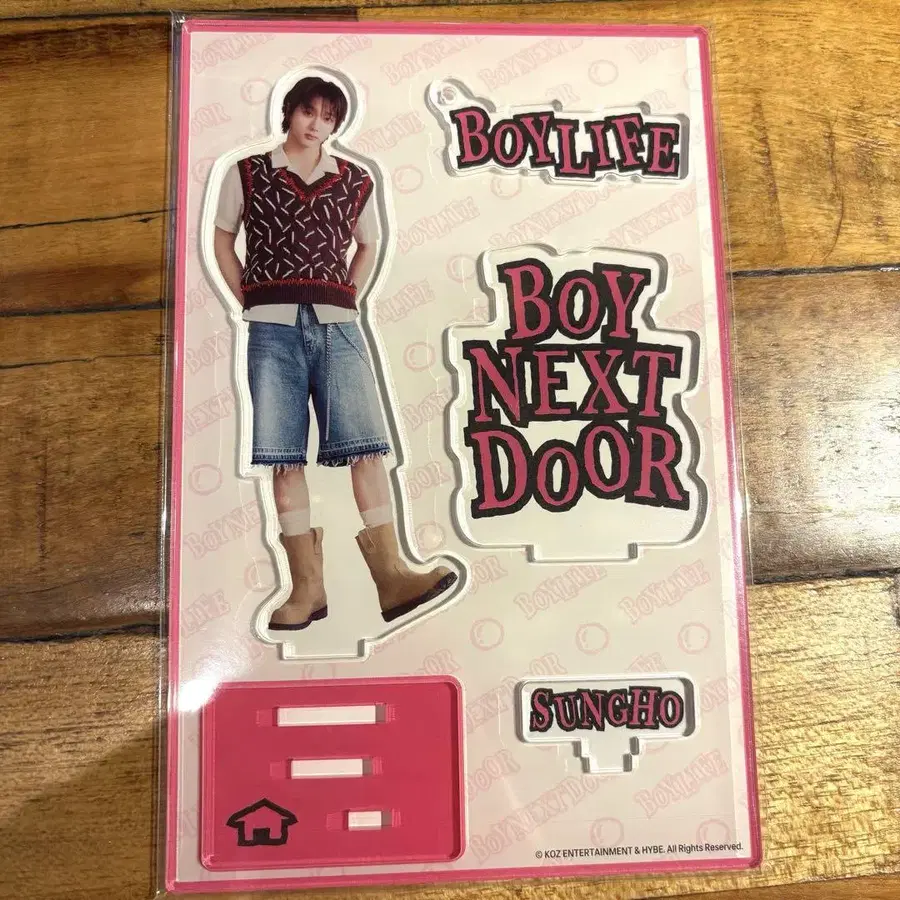 BOYLIFE
BOY
NEXT
DOOR
SUNGHO
© KOZ ENTERTAINMENT & HYBE. All Rights Reserved.